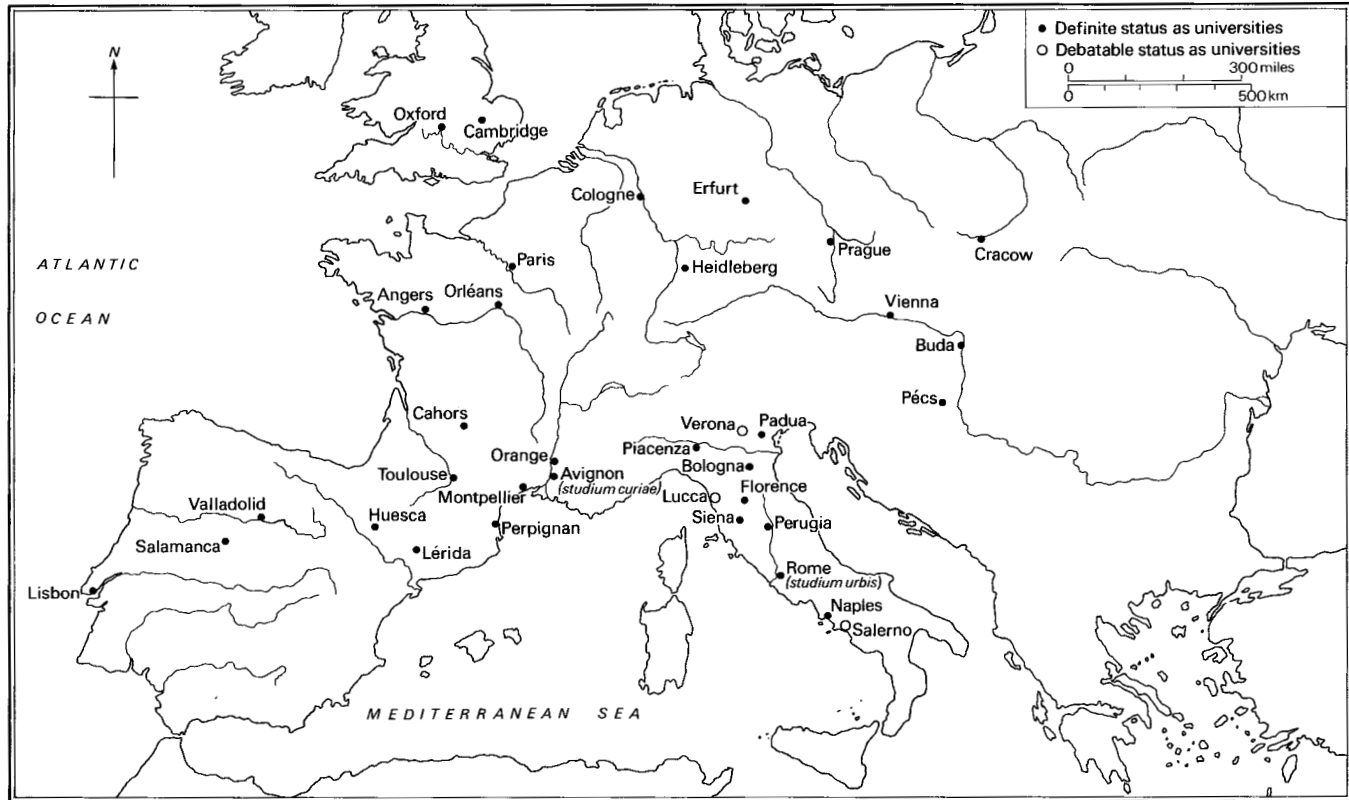 N
● Definite status as universities
○ Debatable status as universities
0 300 miles
0 500 km
Oxford
Cambridge
Cologne
Erfurt
Prague
Cracow
ATLANTIC
OCEAN
Paris
Heidleberg
Angers
Orléans
Vienna
Buda
Pécs
Cahors
Verona
Padua
Orange
Piacenza
Toulouse
Avignon
(studium curiae)
Bologna
Montpellier
Lucca
Florence
Valladolid
Huesca
Perpignan
Siena
Perugia
Salamanca
Lérida
Lisbon
Rome
(studium urbis)
Naples
Salerno
MEDITERRANEAN SEA